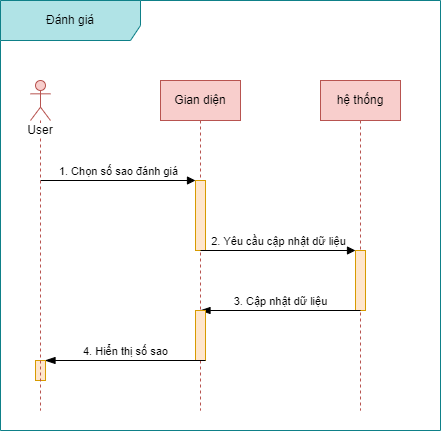 Đánh giá
User
Gian diện
hệ thống
1. Chọn số sao đánh giá
2. Yêu cầu cập nhật dữ liệu
3. Cập nhật dữ liệu
4. Hiển thị số sao